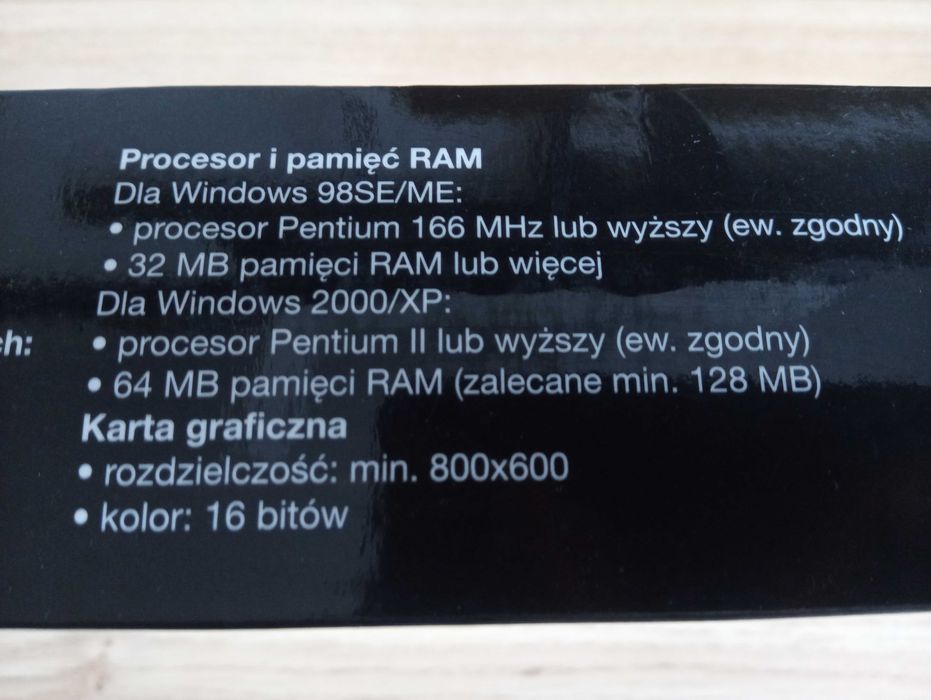 Procesor i pamięć RAM
Dla Windows 98SE/ME:
• procesor Pentium 166 MHz lub wyższy (ew. zgodny)
• 32 MB pamięci RAM lub więcej
Dla Windows 2000/XP:
ch: • procesor Pentium II lub wyższy (ew. zgodny)
• 64 MB pamięci RAM (zalecane min. 128 MB)
Karta graficzna
• rozdzielczość: min. 800x600
• kolor: 16 bitów